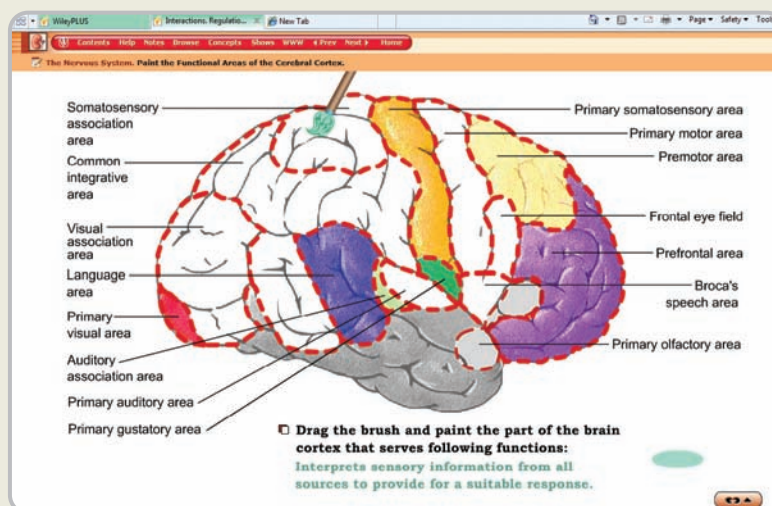 WileyPLUS
Interactions. Regulatio...
New Tab
Page
Safety
Tool
Contents Help Notes Browse Concepts Shows WWW Prev Next Home
The Nervous System. Paint the Functional Areas of the Cerebral Cortex.
Somatosensory
association
area
Common
integrative
area
Visual
association
area
Language
area
Primary
visual area
Auditory
association area
Primary auditory area
Primary gustatory area
Primary somatosensory area
Primary motor area
Premotor area
Frontal eye field
Prefrontal area
Broca's
speech area
Primary olfactory area
Drag the brush and paint the part of the brain
cortex that serves following functions:
Interprets sensory information from all
sources to provide for a suitable response.